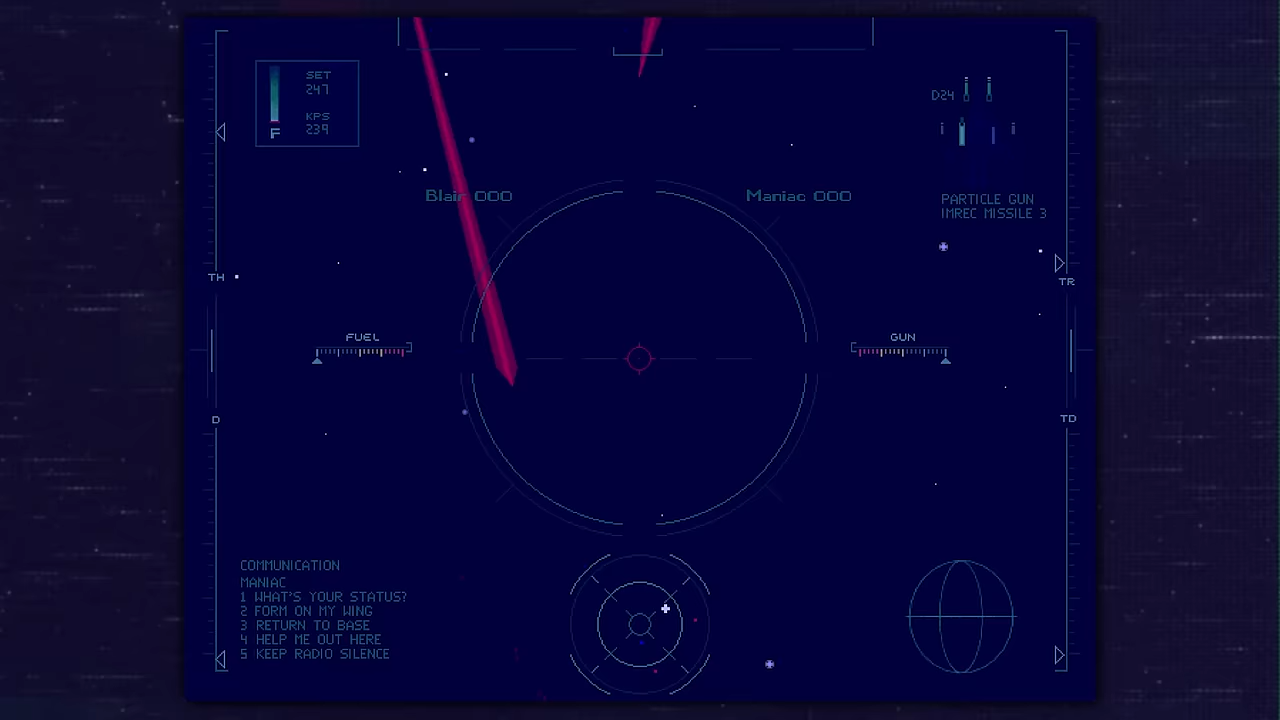 SET
247
KPS
239
F
D24
Blair 000
Maniac 000
PARTICLE GUN
IMREC MISSILE 3
TH
TR
FUEL
GUN
D
TD
COMMUNICATION
MANIAC
1 WHAT'S YOUR STATUS?
2 FORM ON MY WING
3 RETURN TO BASE
4 HELP ME OUT HERE
5 KEEP RADIO SILENCE